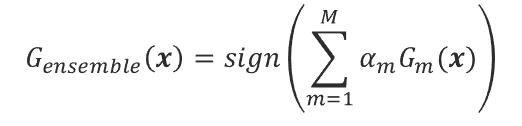 G_ensemble(x) = sign(∑_{m=1}^{M} α_m G_m(x))